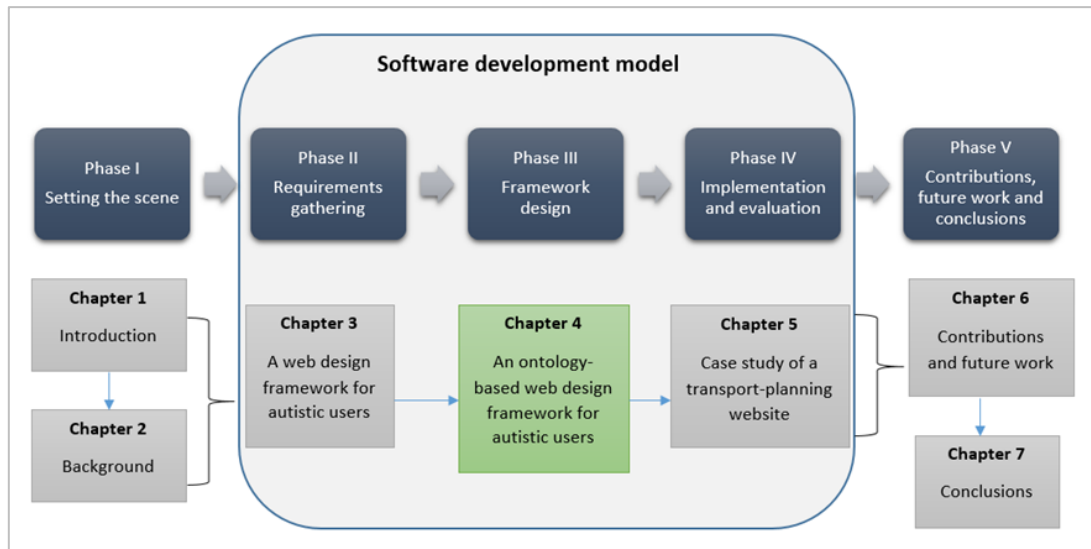 Software development model
Phase I
Setting the scene
Phase II
Requirements
gathering
Phase III
Framework
design
Phase IV
Implementation
and evaluation
Phase V
Contributions,
future work and
conclusions
Chapter 1
Introduction
Chapter 2
Background
Chapter 3
A web design
framework for
autistic users
Chapter 4
An ontology-
based web design
framework for
autistic users
Chapter 5
Case study of a
transport-planning
website
Chapter 6
Contributions
and future work
Chapter 7
Conclusions